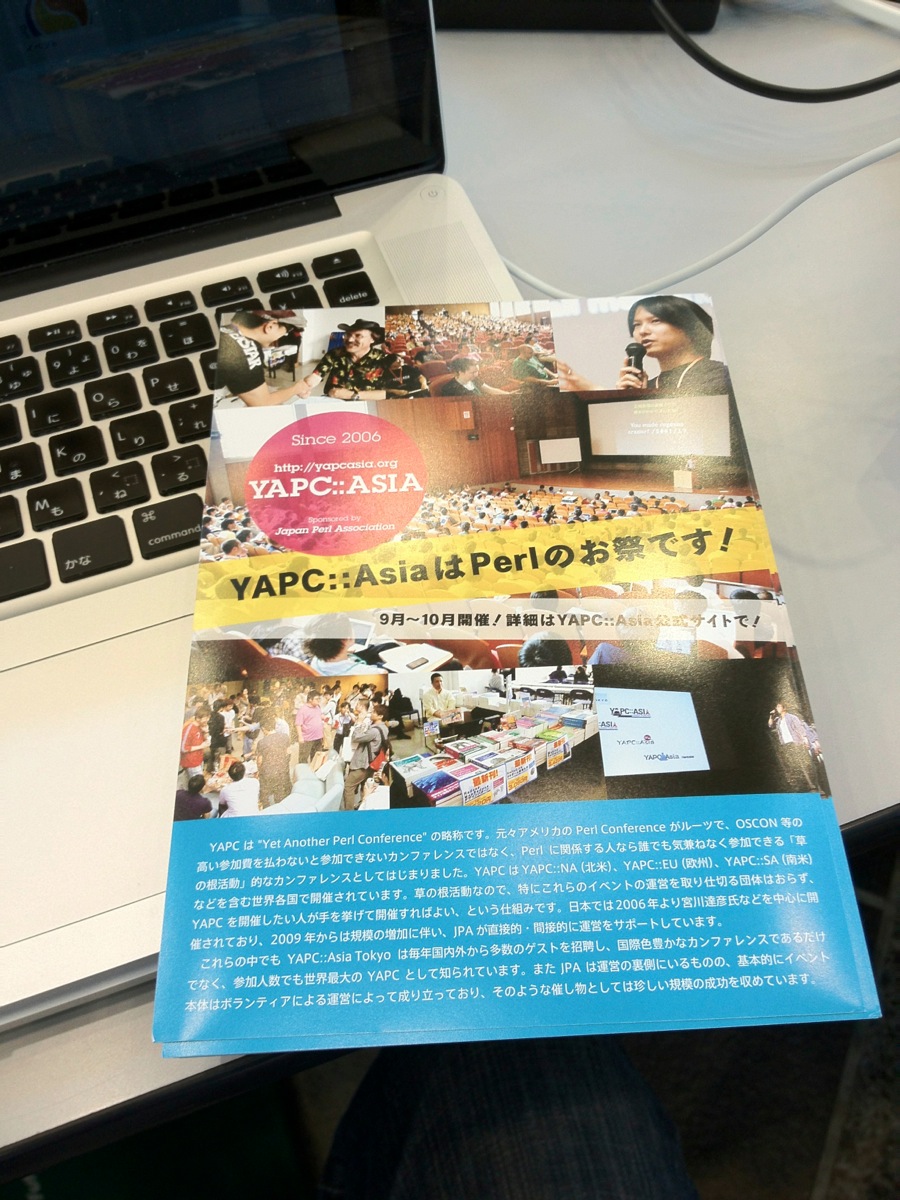 delete
P
せ
O
ら
I
に
L
り
K
の
M
も
command
かな
Since 2006
http://yapcasia.org
YAPC::ASIA
Sponsored by
Japan Perl Association
YAPC::AsiaはPerlのお祭です!
9月〜10月開催!詳細はYAPC::Asia公式サイトで!
最新刊!
YAPC::ASIA
YAPC::Asia
YAPC は "Yet Another Perl Conference" の略称です。元々アメリカの Perl Conference がルーツで、OSCON 等の
高い参加費を払わないと参加できないカンファレンスではなく、Perl に関係する人なら誰でも気兼ねなく参加できる「草
の根活動」的なカンファレンスとしてはじまりました。YAPC は YAPC::NA (北米)、YAPC::EU (欧州)、YAPC::SA (南米)
などを含む世界各国で開催されています。草の根活動なので、特にこれらのイベントの運営を取り仕切る団体はおらず、
YAPC を開催したい人が手を挙げて開催すればよい、という仕組みです。日本では 2006 年より宮川達彦氏などを中心に開
催されており、2009 年からは規模の増加に伴い、JPA が直接的・間接的に運営をサポートしています。
これらの中でも YAPC::Asia Tokyo は毎年国内外から多数のゲストを招聘し、国際色豊かなカンファレンスであるだけ
でなく、参加人数でも世界最大の YAPC として知られています。また JPA は運営の裏側にいるものの、基本的にイベント
本体はボランティアによる運営によって成り立っており、そのような催し物としては珍しい規模の成功を収めています。